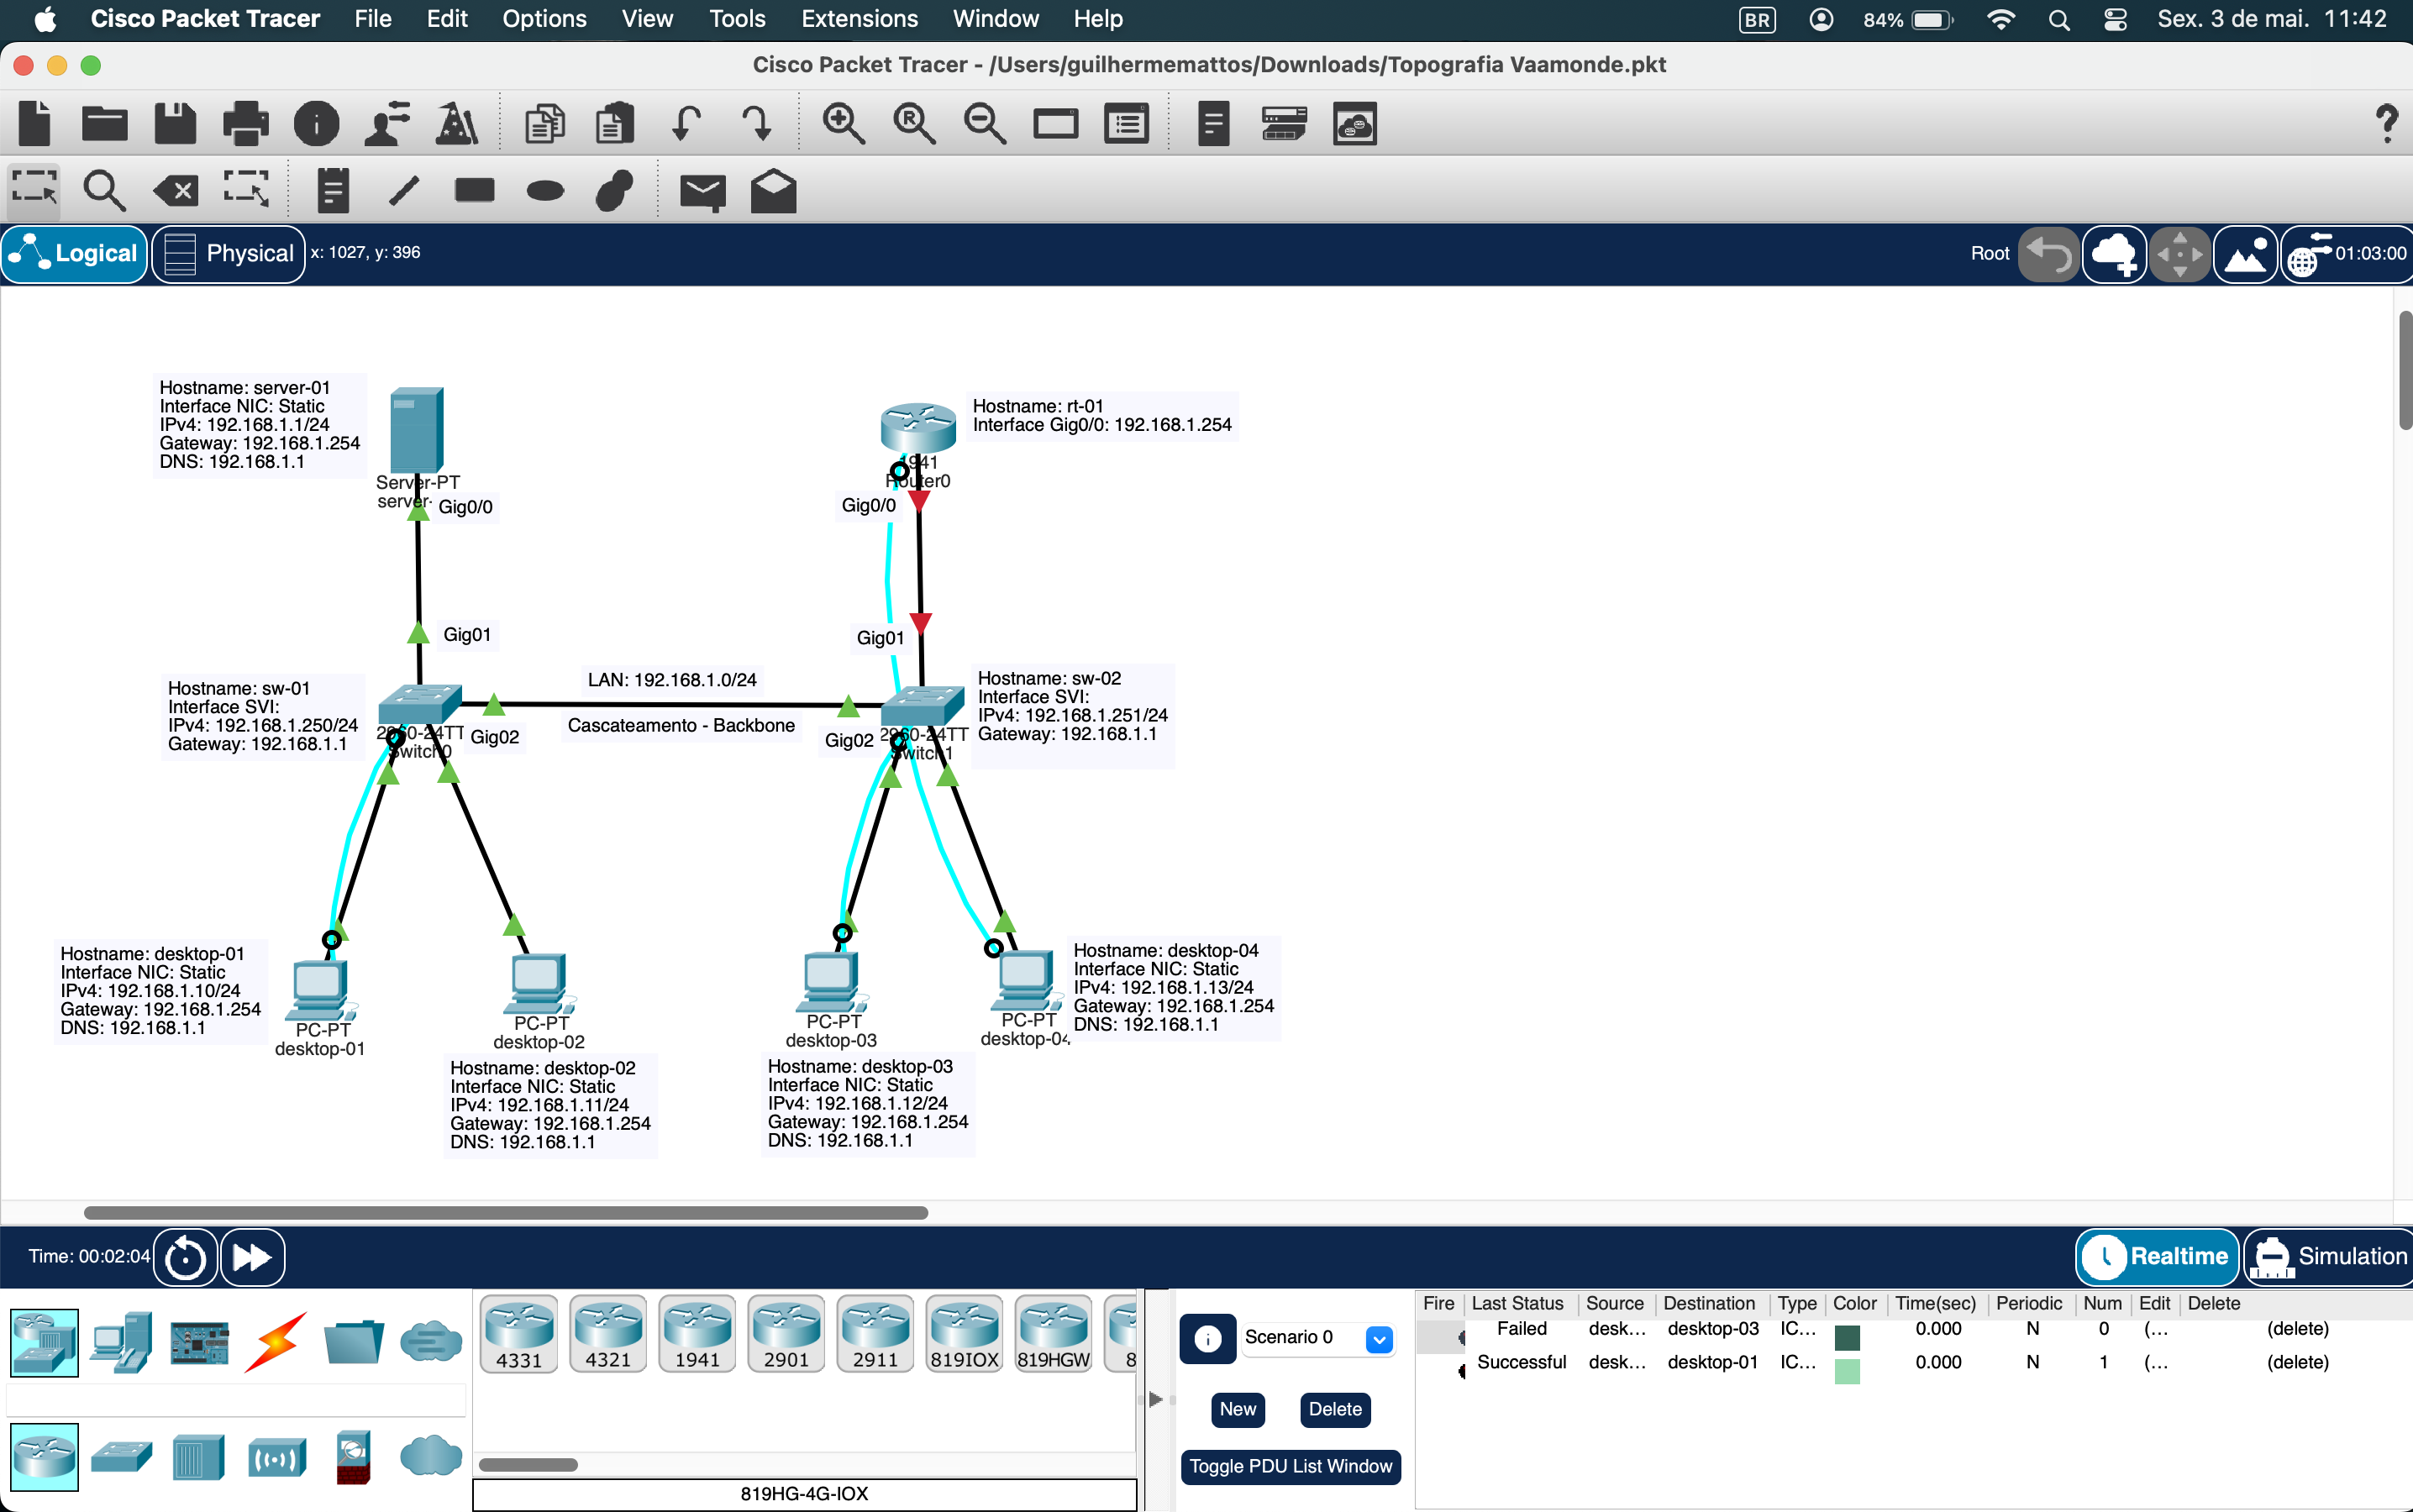 Cisco Packet Tracer File Edit Options View Tools Extensions Window Help BR 84% Sex. 3 de mai. 11:42
Cisco Packet Tracer - /Users/guilhermemattos/Downloads/Topografia Vaamonde.pkt
Logical Physical x: 1027, y: 396 Root 01:03:00
Hostname: server-01
Interface NIC: Static
IPv4: 192.168.1.1/24
Gateway: 192.168.1.254
DNS: 192.168.1.1
Server-PT
server-
Gig0/0
Hostname: rt-01
Interface Gig0/0: 192.168.1.254
1941
Router0
Gig0/0
Gig01
Gig01
LAN: 192.168.1.0/24
Cascateamento - Backbone
Hostname: sw-01
Interface SVI:
IPv4: 192.168.1.250/24
Gateway: 192.168.1.1
2960-24TT
Switch0
Gig02
Gig02
2960-24TT
Switch1
Hostname: sw-02
Interface SVI:
IPv4: 192.168.1.251/24
Gateway: 192.168.1.1
Hostname: desktop-01
Interface NIC: Static
IPv4: 192.168.1.10/24
Gateway: 192.168.1.254
DNS: 192.168.1.1
PC-PT
desktop-01
PC-PT
desktop-02
Hostname: desktop-02
Interface NIC: Static
IPv4: 192.168.1.11/24
Gateway: 192.168.1.254
DNS: 192.168.1.1
PC-PT
desktop-03
Hostname: desktop-03
Interface NIC: Static
IPv4: 192.168.1.12/24
Gateway: 192.168.1.254
DNS: 192.168.1.1
PC-PT
desktop-04
Hostname: desktop-04
Interface NIC: Static
IPv4: 192.168.1.13/24
Gateway: 192.168.1.254
DNS: 192.168.1.1
Time: 00:02:04 Realtime Simulation
4331 4321 1941 2901 2911 819IOX 819HGW 8
819HG-4G-IOX
Scenario 0
New Delete
Toggle PDU List Window
Fire Last Status Source Destination Type Color Time(sec) Periodic Num Edit Delete
Failed desk... desktop-03 IC... 0.000 N 0 (... (delete)
Successful desk... desktop-01 IC... 0.000 N 1 (... (delete)